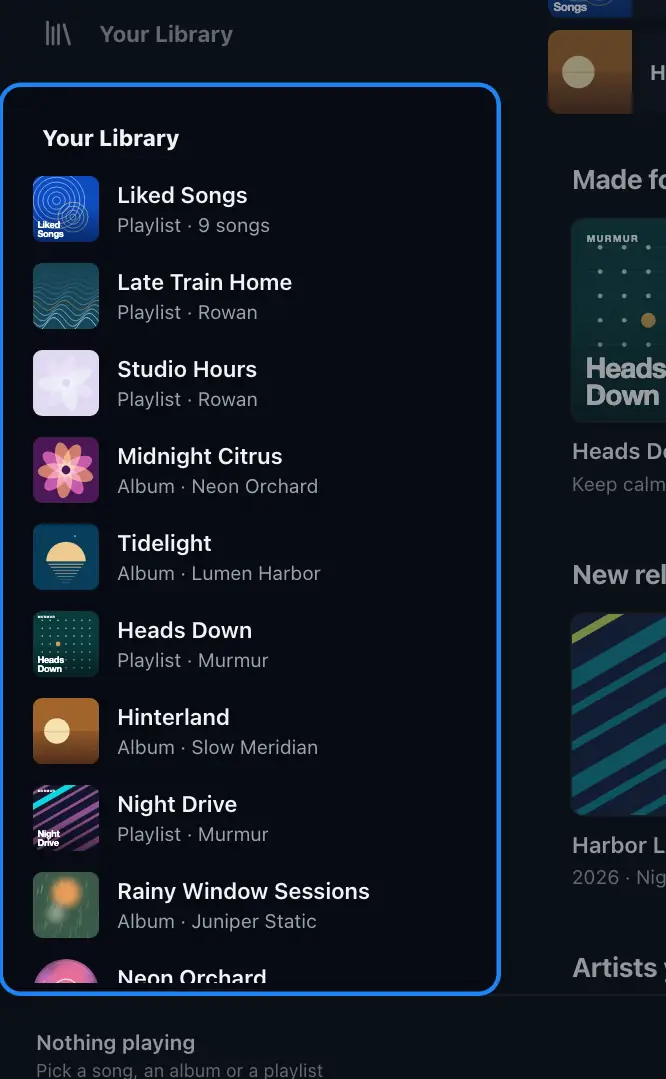 Your Library
Your Library
Liked Songs
Liked
Songs
Playlist · 9 songs
Late Train Home
Playlist · Rowan
Studio Hours
Playlist · Rowan
Midnight Citrus
Album · Neon Orchard
Tidelight
Album · Lumen Harbor
Heads Down
MURMUR
Heads
Down
Playlist · Murmur
Hinterland
Album · Slow Meridian
Night Drive
MURMUR
Night
Drive
Playlist · Murmur
Rainy Window Sessions
Album · Juniper Static
Neon Orchard
Nothing playing
Pick a song, an album or a playlist
Songs
H
Made fo
MURMUR
Heads
Down
Heads Do
Keep calm
New rel
Harbor L
2026 · Nig
Artists y